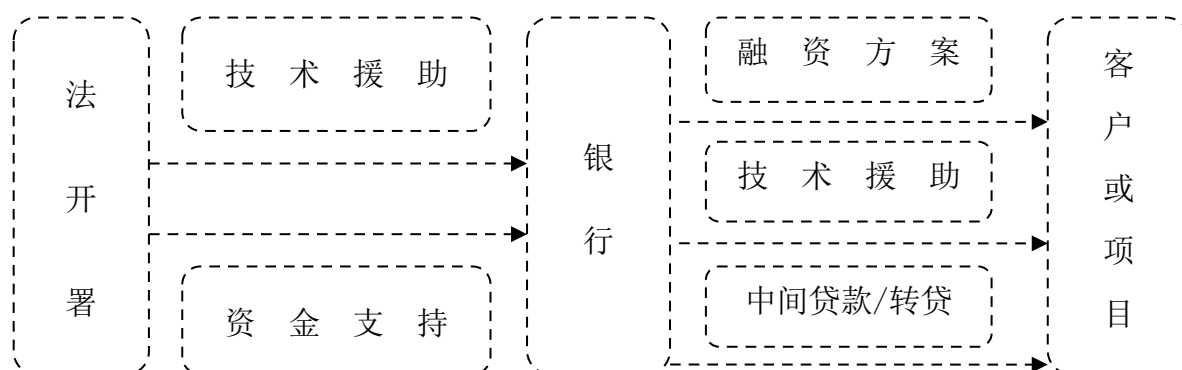 法开署
技术援助
资金支持
银行
融资方案
技术援助
中间贷款/转贷
客户或项目